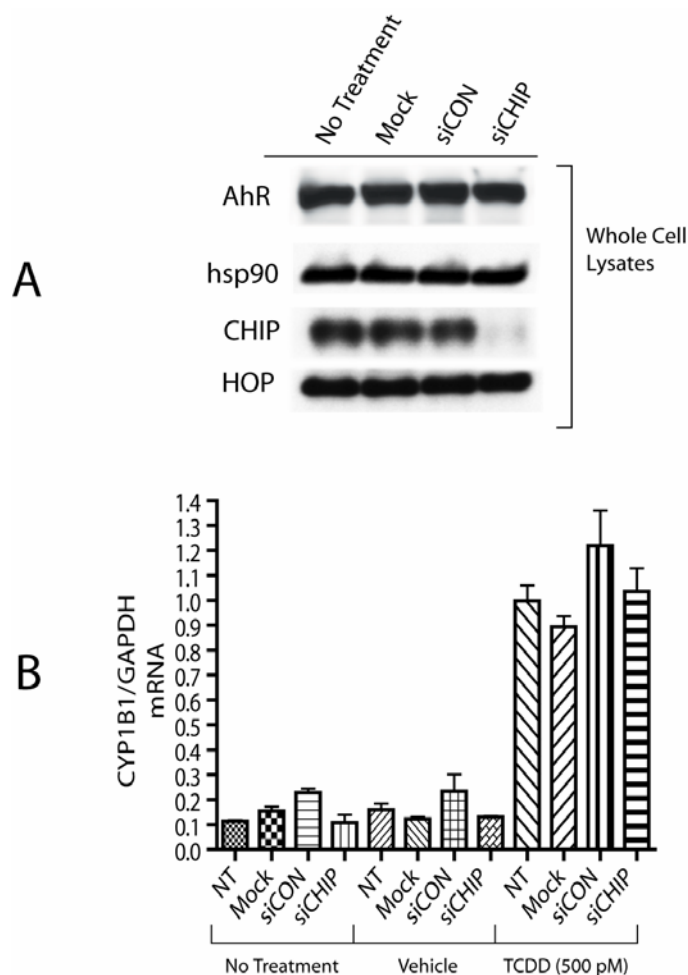 No Treatment
Mock
siCON
siCHIP
A
AhR
hsp90
CHIP
HOP
Whole Cell
Lysates
B
CYP1B1/GAPDH
mRNA
1.4
1.3
1.2
1.1
1.0
0.9
0.8
0.7
0.6
0.5
0.4
0.3
0.2
0.1
0.0
NT
Mock
siCON
siCHIP
NT
Mock
siCON
siCHIP
NT
Mock
siCON
siCHIP
No Treatment
Vehicle
TCDD (500 pM)